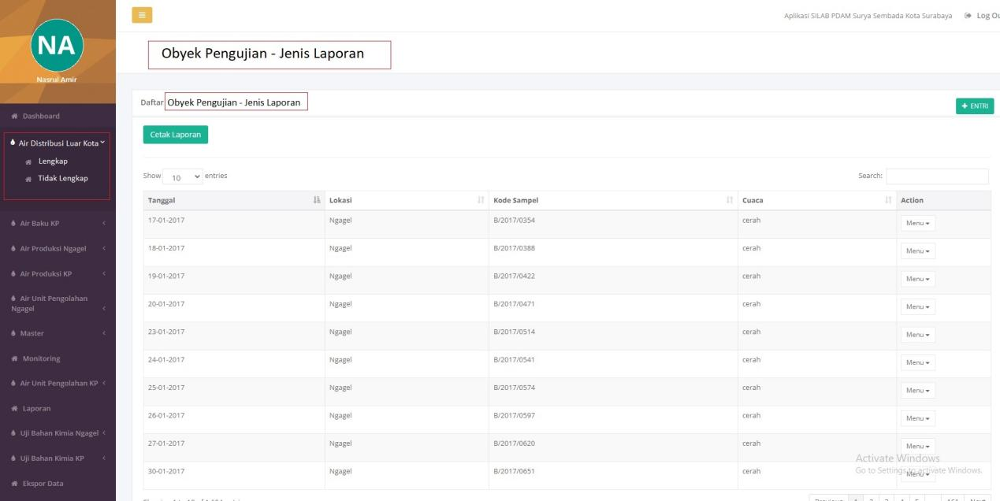 Aplikasi SILAB PDAM Surya Sembada Kota Surabaya Log Ou
NA
Nasrul Amir
Obyek Pengujian - Jenis Laporan
Daftar Obyek Pengujian - Jenis Laporan
+ ENTRI
Dashboard
Air Distribusi Luar Kota
Lengkap
Tidak Lengkap
Air Baku KP
Air Produksi Ngagel
Air Produksi KP
Air Unit Pengolahan
Ngagel
Master
Monitoring
Air Unit Pengolahan KP
Laporan
Uji Bahan Kimia Ngagel
Uji Bahan Kimia KP
Ekspor Data
Cetak Laporan
Show 10 entries
Search:
Tanggal Lokasi Kode Sampel Cuaca Action
17-01-2017 Ngagel B/2017/0354 cerah Menu
18-01-2017 Ngagel B/2017/0388 cerah Menu
19-01-2017 Ngagel B/2017/0422 cerah Menu
20-01-2017 Ngagel B/2017/0471 cerah Menu
23-01-2017 Ngagel B/2017/0514 cerah Menu
24-01-2017 Ngagel B/2017/0541 cerah Menu
25-01-2017 Ngagel B/2017/0574 cerah Menu
26-01-2017 Ngagel B/2017/0597 cerah Menu
27-01-2017 Ngagel B/2017/0620 cerah Menu
30-01-2017 Ngagel B/2017/0651 cerah Menu
Activate Windows
Go to Settings to activate Windows.
Previous 1 2 3 4 5 Next